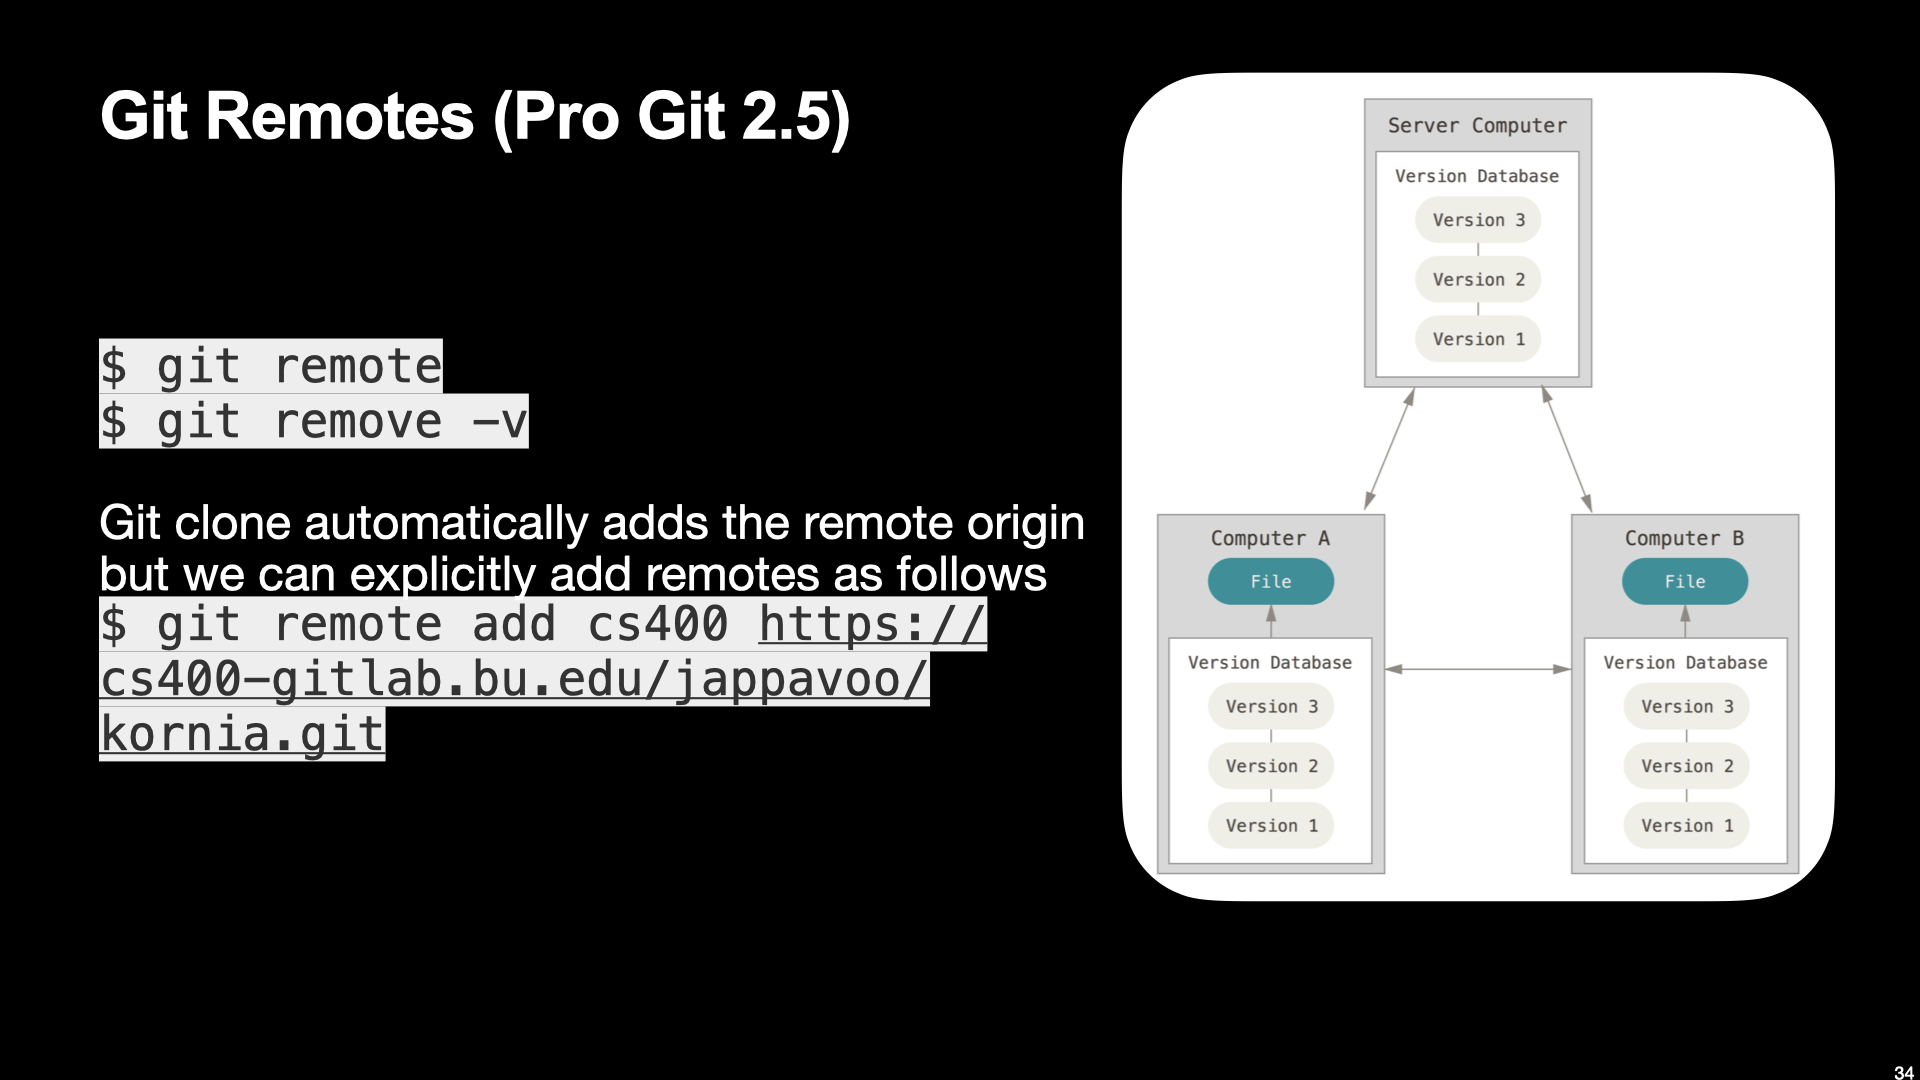 Git Remotes (Pro Git 2.5)
$ git remote
$ git remove -v
Git clone automatically adds the remote origin
but we can explicitly add remotes as follows
$ git remote add cs400 https://
cs400-gitlab.bu.edu/jappavoo/
kornia.git
Server Computer
Version Database
Version 3
Version 2
Version 1
Computer A
File
Version Database
Version 3
Version 2
Version 1
Computer B
File
Version Database
Version 3
Version 2
Version 1
34